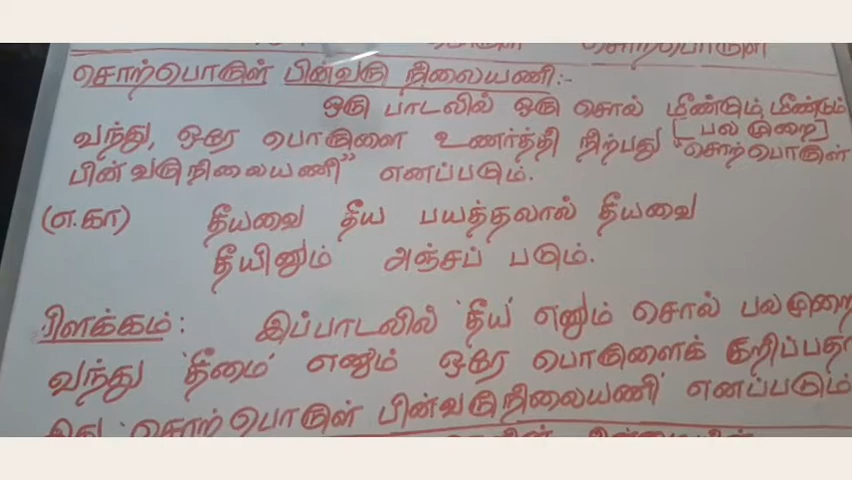 சொற்பொருள்
சொற்பொருள் பின்வரு நிலையணி:-
ஒரு பாடலில் ஒரு சொல் மீண்டும் மீண்டும்
வந்து, ஒரே பொருளை உணர்த்தி நிற்பது [பல முறை]
"சொற்பொருள்
பின்வருநிலையணி" எனப்படும்.
(எ.கா) தீயவை தீய பயத்தலால் தீயவை
தீயினும் அஞ்சப் படும்.
விளக்கம்: இப்பாடலில் 'தீய' எனும் சொல் பலமுறை
வந்து 'தீமை' எனும் ஒரே பொருளைக் குறிப்பதா
இது சொற்பொருள் பின்வருநிலையணி' எனப்படும்